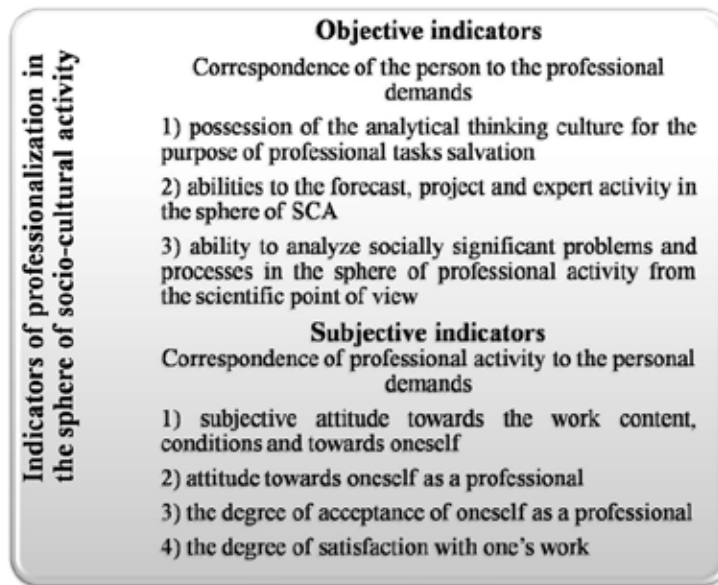 Indicators of professionalization in
the sphere of socio-cultural activity
Objective indicators
Correspondence of the person to the professional
demands
1) possession of the analytical thinking culture for the
purpose of professional tasks salvation
2) abilities to the forecast, project and expert activity in
the sphere of SCA
3) ability to analyze socially significant problems and
processes in the sphere of professional activity from
the scientific point of view
Subjective indicators
Correspondence of professional activity to the personal
demands
1) subjective attitude towards the work content,
conditions and towards oneself
2) attitude towards oneself as a professional
3) the degree of acceptance of oneself as a professional
4) the degree of satisfaction with one's work